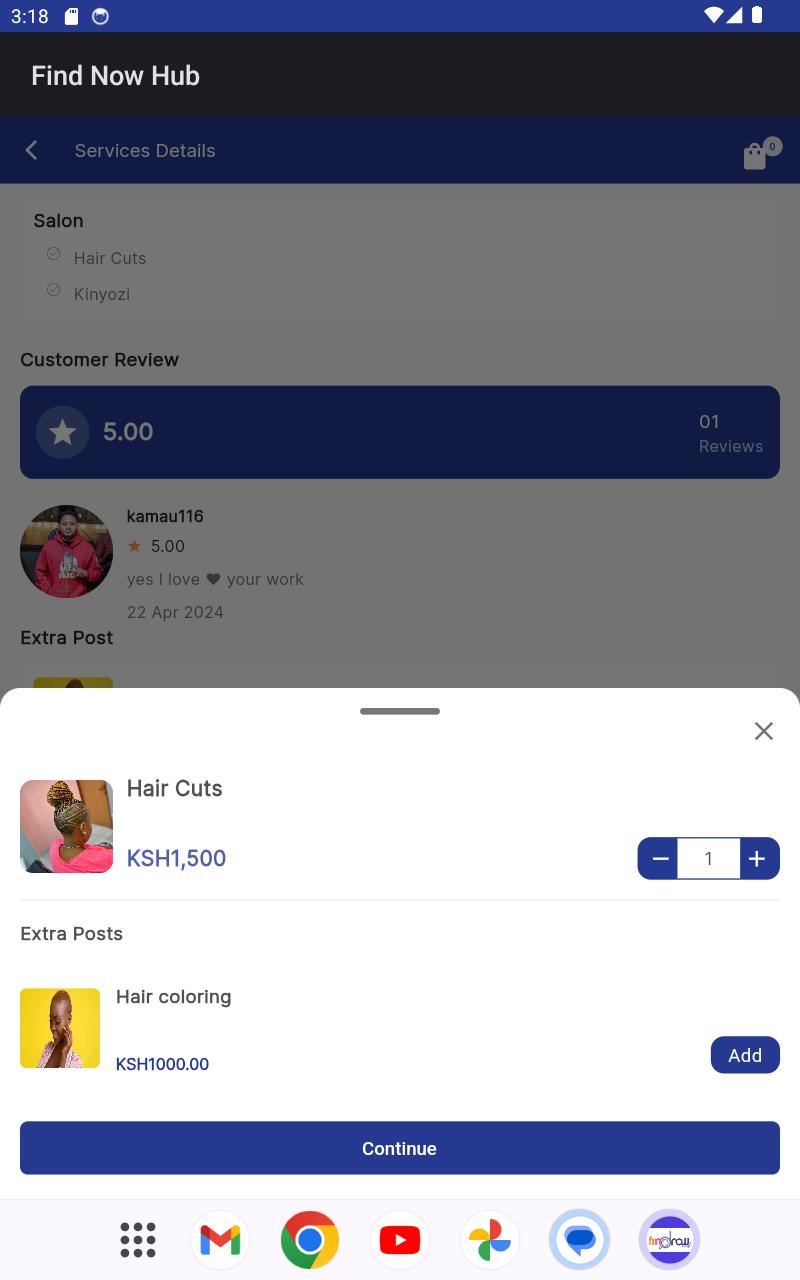 3:18
Find Now Hub
Services Details
0
Salon
Hair Cuts
Kinyozi
Customer Review
5.00
01
Reviews
kamau116
5.00
yes I love ❤ your work
22 Apr 2024
Extra Post
Hair Cuts
KSH1,500
1
Extra Posts
Hair coloring
KSH1000.00
Add
Continue